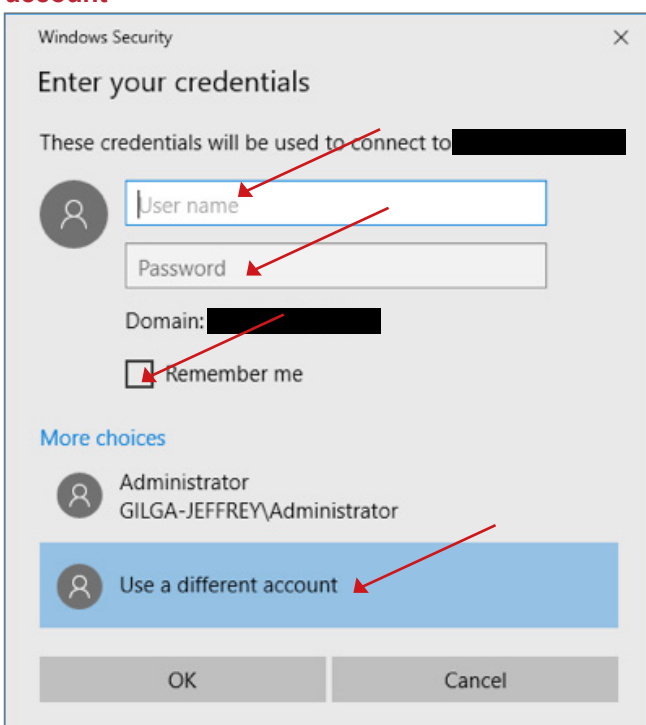 account
Windows Security
Enter your credentials
These credentials will be used to connect to
User name
Password
Domain:
Remember me
More choices
Administrator
GILGA-JEFFREY\Administrator
Use a different account
OK
Cancel